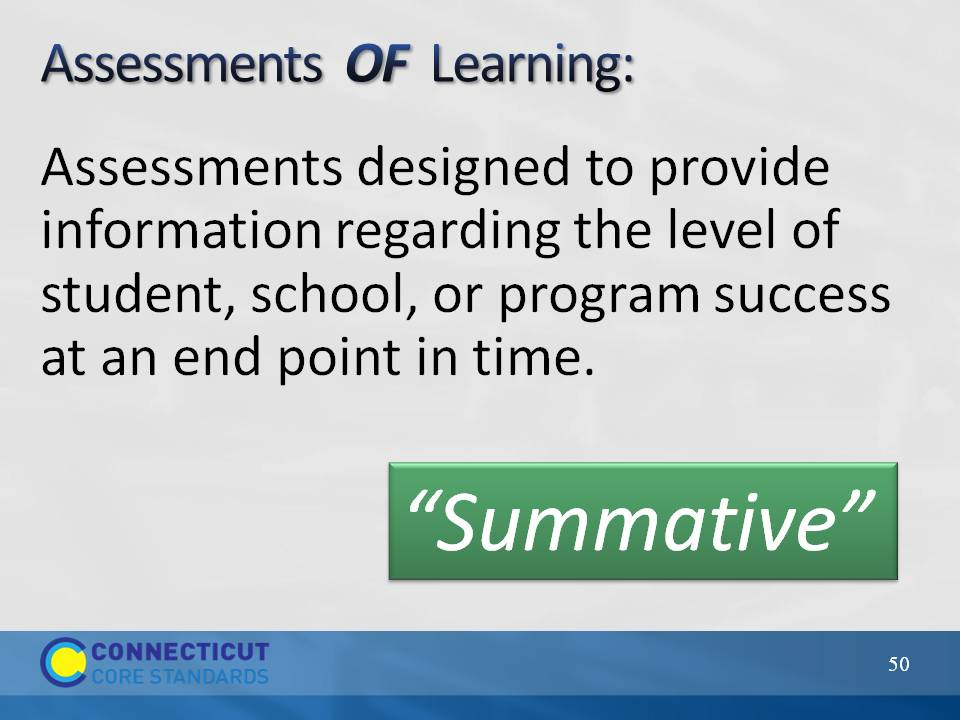 Assessments OF Learning:
Assessments designed to provide
information regarding the level of
student, school, or program success
at an end point in time.
“Summative”
CONNECTICUT
CORE STANDARDS
50